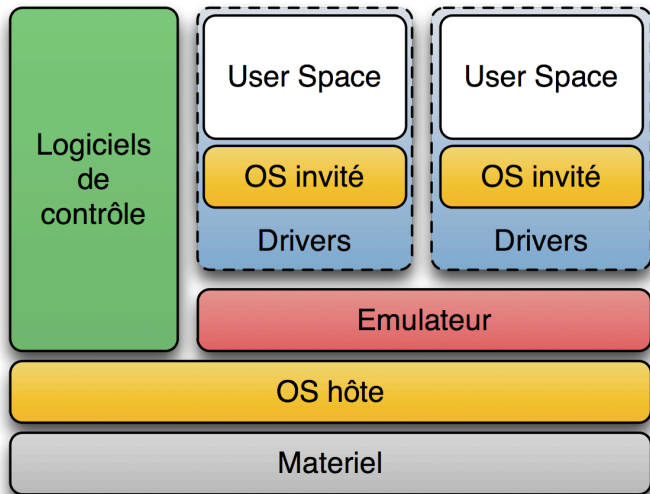 Logiciels
de
contrôle
User Space
OS invité
Drivers
User Space
OS invité
Drivers
Emulateur
OS hôte
Materiel